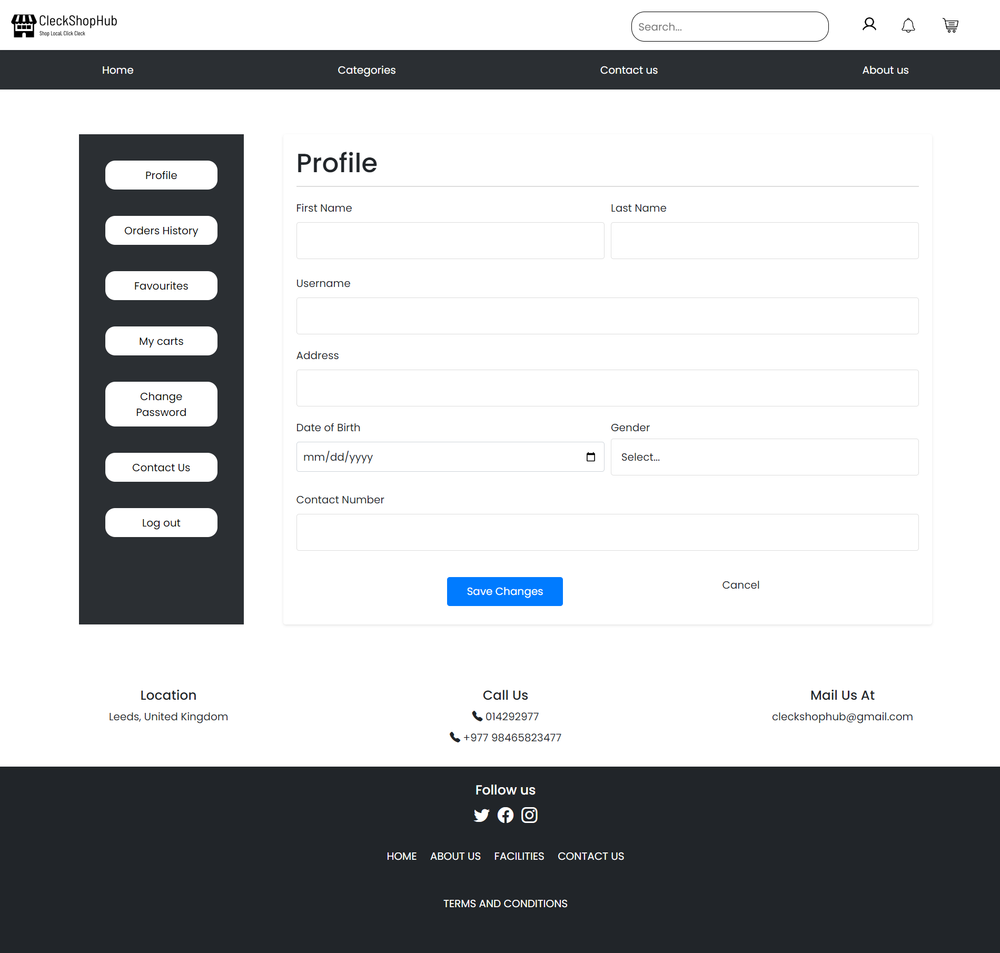 CleckShopHub
Shop Local, Click Cleck
Search...
Home
Categories
Contact us
About us
Profile
Orders History
Favourites
My carts
Change
Password
Contact Us
Log out
Profile
First Name
Last Name
Username
Address
Date of Birth
Gender
mm/dd/yyyy
Select...
Contact Number
Save Changes
Cancel
Location
Leeds, United Kingdom
Call Us
014292977
+977 98465823477
Mail Us At
cleckshophub@gmail.com
Follow us
HOME ABOUT US FACILITIES CONTACT US
TERMS AND CONDITIONS